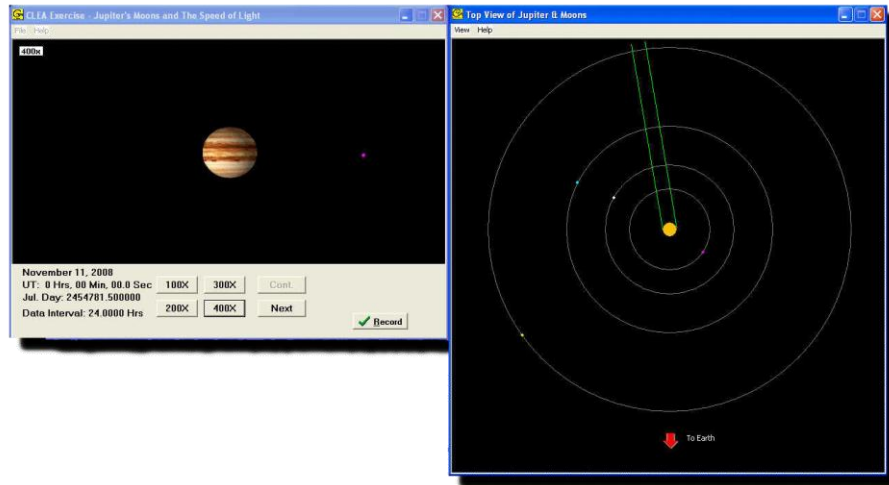 CLEA Exercise - Jupiter's Moons and The Speed of Light
File Help
400x
November 11, 2008
UT: 0 Hrs, 00 Min, 00.0 Sec
Jul. Day: 2454781.500000
Data Interval: 24.0000 Hrs
100X 300X Cont.
200X 400X Next
Record
Top View of Jupiter & Moons
View Help
To Earth